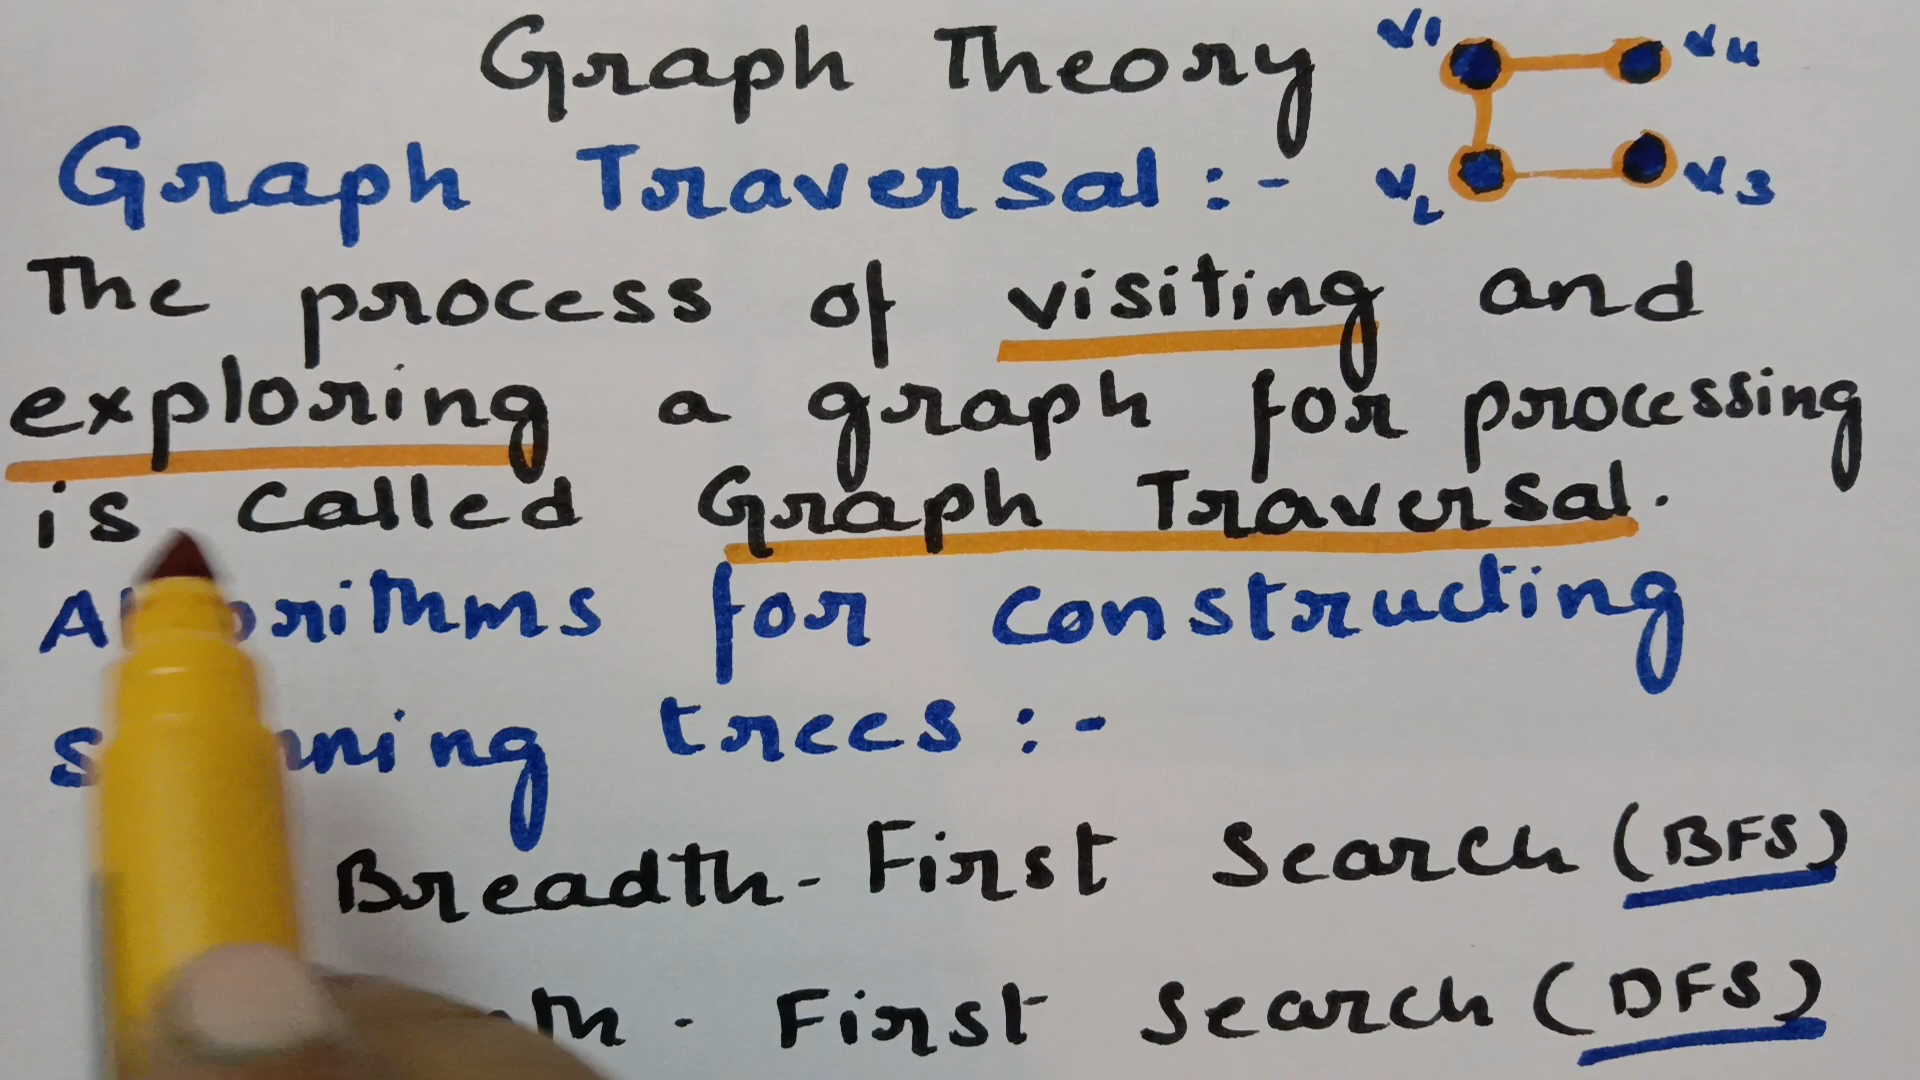 Graph Theory
v1
v4
Graph Traversal:-
v2
v3
The process of visiting and
exploring a graph for processing
is called Graph Traversal.
for constructing
trees:-
Breadth-First Search (BFS)
- First Search (DFS)